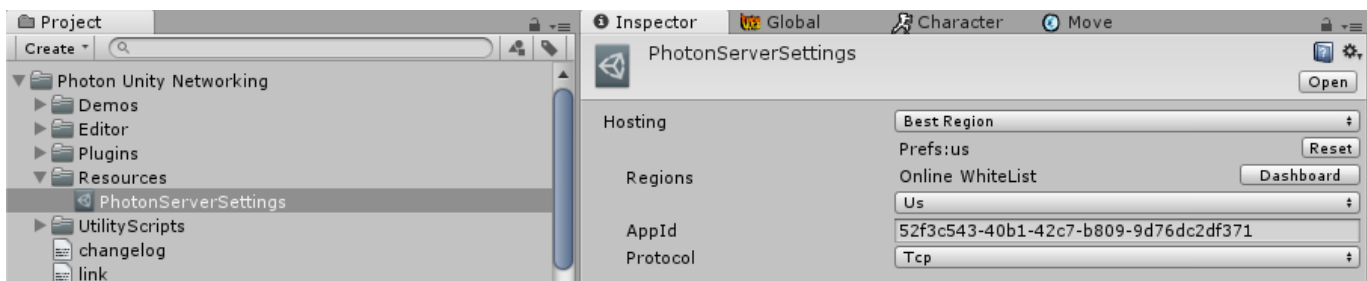 Project
Create
Photon Unity Networking
Demos
Editor
Plugins
Resources
PhotonServerSettings
UtilityScripts
changelog
link
Inspector Global Character Move
PhotonServerSettings
Open
Hosting Best Region
Prefs:us Reset
Regions Online WhiteList Dashboard
Us
AppId 52f3c543-40b1-42c7-b809-9d76dc2df371
Protocol Tcp